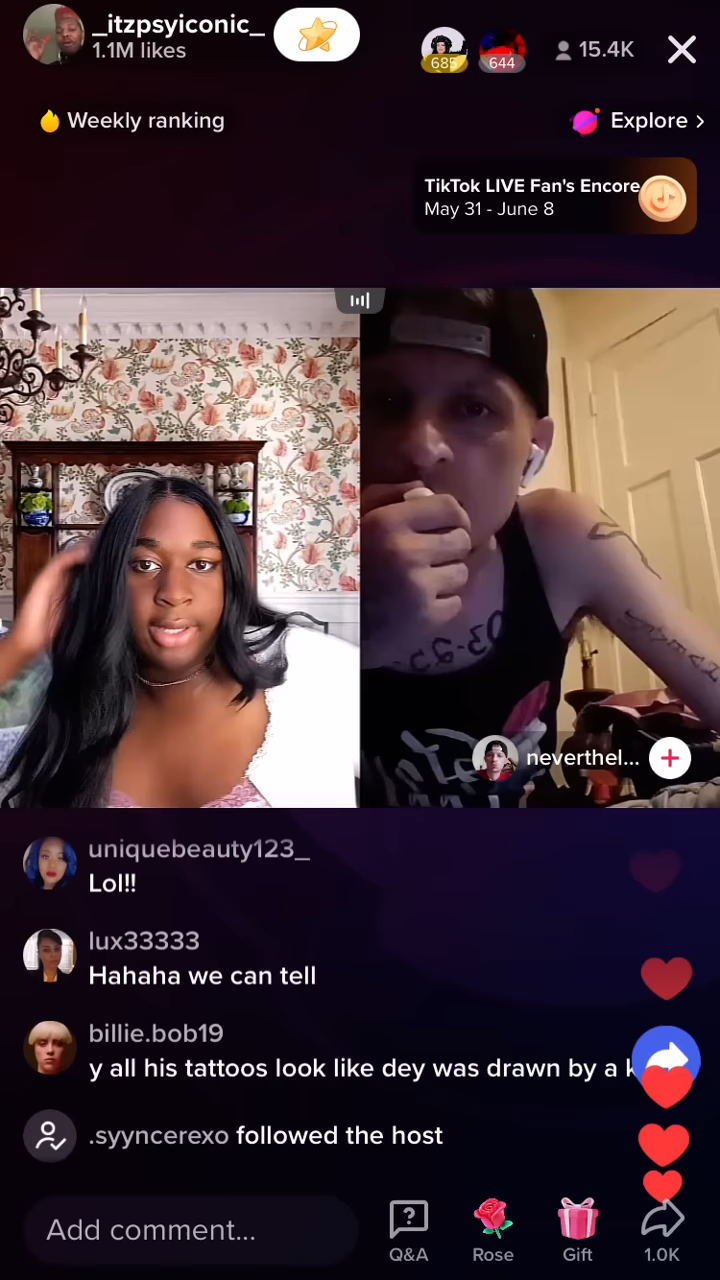 _itzpsyiconic_
1.1M likes
685
644
15.4K
Weekly ranking
Explore >
TikTok LIVE Fan's Encore
May 31 - June 8
neverthel...
uniquebeauty123_
Lol!!
lux33333
Hahaha we can tell
billie.bob19
y all his tattoos look like dey was drawn by a k
.syyncerexo followed the host
Add comment...
Q&A
Rose
Gift
1.0K